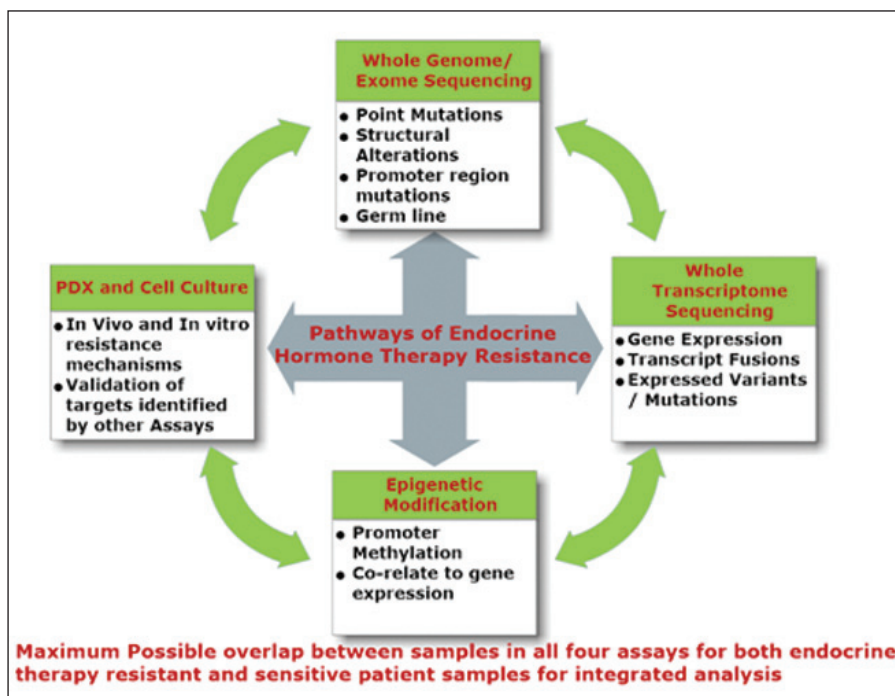 Whole Genome/
Exome Sequencing
● Point Mutations
● Structural
Alterations
● Promoter region
mutations
● Germ line
PDX and Cell Culture
● In Vivo and In vitro
resistance
mechanisms
● Validation of
targets identified
by other Assays
Pathways of Endocrine
Hormone Therapy Resistance
Whole
Transcriptome
Sequencing
● Gene Expression
● Transcript Fusions
● Expressed Variants
/ Mutations
Epigenetic
Modification
● Promoter
Methylation
● Co-relate to gene
expression
Maximum Possible overlap between samples in all four assays for both endocrine
therapy resistant and sensitive patient samples for integrated analysis